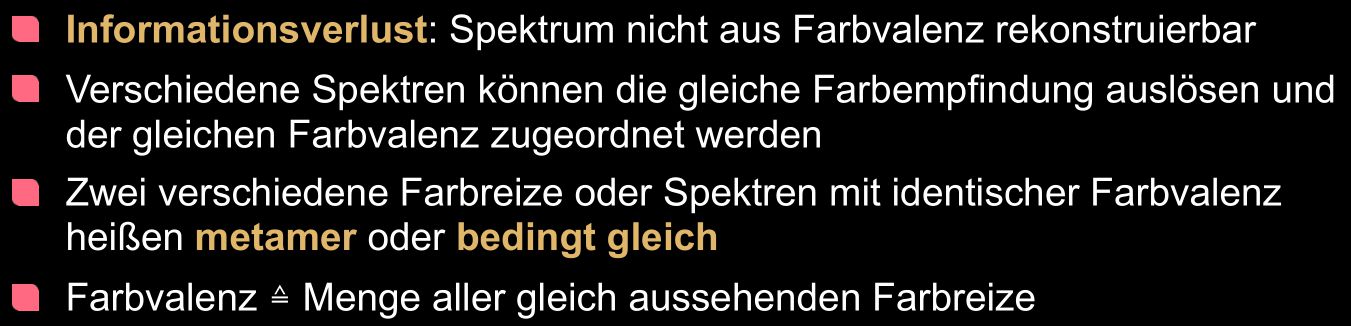 Informationsverlust: Spektrum nicht aus Farbvalenz rekonstruierbar
Verschiedene Spektren können die gleiche Farbempfindung auslösen und
der gleichen Farbvalenz zugeordnet werden
Zwei verschiedene Farbreize oder Spektren mit identischer Farbvalenz
heißen metamer oder bedingt gleich
Farbvalenz ≙ Menge aller gleich aussehenden Farbreize